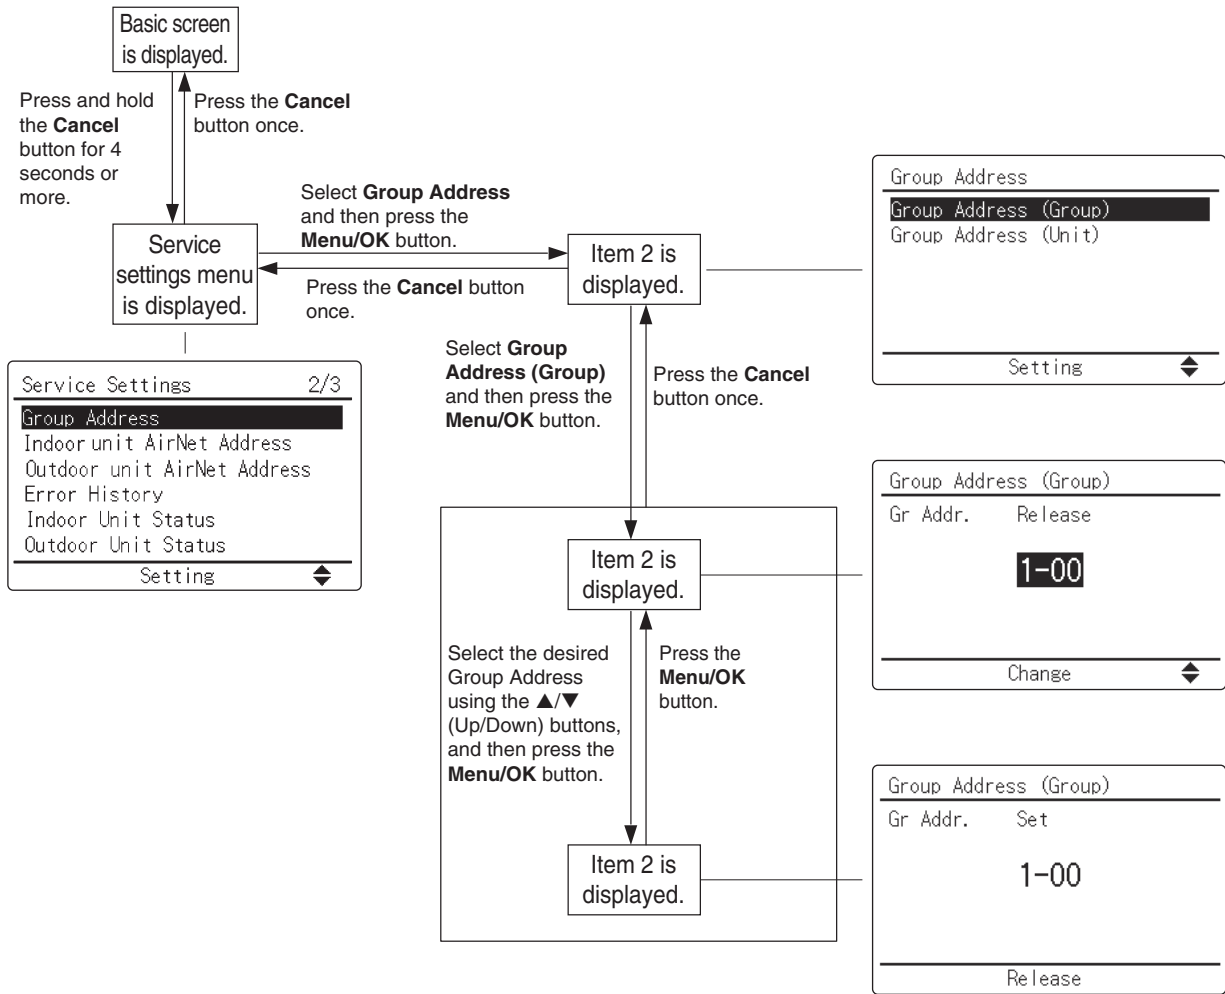 Basic screen
is displayed.
Press and hold
the Cancel
button for 4
seconds or
more.
Press the Cancel
button once.
Service
settings menu
is displayed.
Select Group Address
and then press the
Menu/OK button.
Press the Cancel button
once.
Item 2 is
displayed.
Group Address
Group Address (Group)
Group Address (Unit)
Setting
Service Settings 2/3
Group Address
Indoor unit AirNet Address
Outdoor unit AirNet Address
Error History
Indoor Unit Status
Outdoor Unit Status
Setting
Select Group
Address (Group)
and then press the
Menu/OK button.
Press the Cancel
button once.
Item 2 is
displayed.
Group Address (Group)
Gr Addr. Release
1-00
Change
Select the desired
Group Address
using the ▲/▼
(Up/Down) buttons,
and then press the
Menu/OK button.
Press the
Menu/OK
button.
Item 2 is
displayed.
Group Address (Group)
Gr Addr. Set
1-00
Release